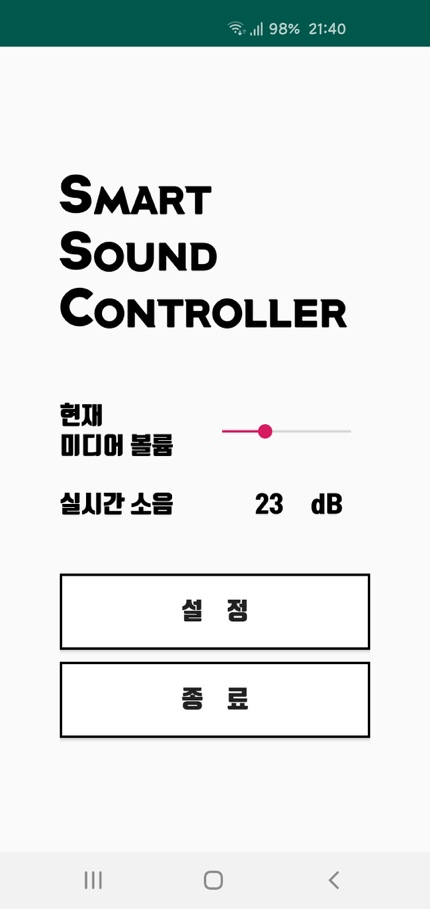 98% 21:40
SMART
SOUND
CONTROLLER
현재
미디어 볼륨
실시간 소음 23 dB
설 정
종 료